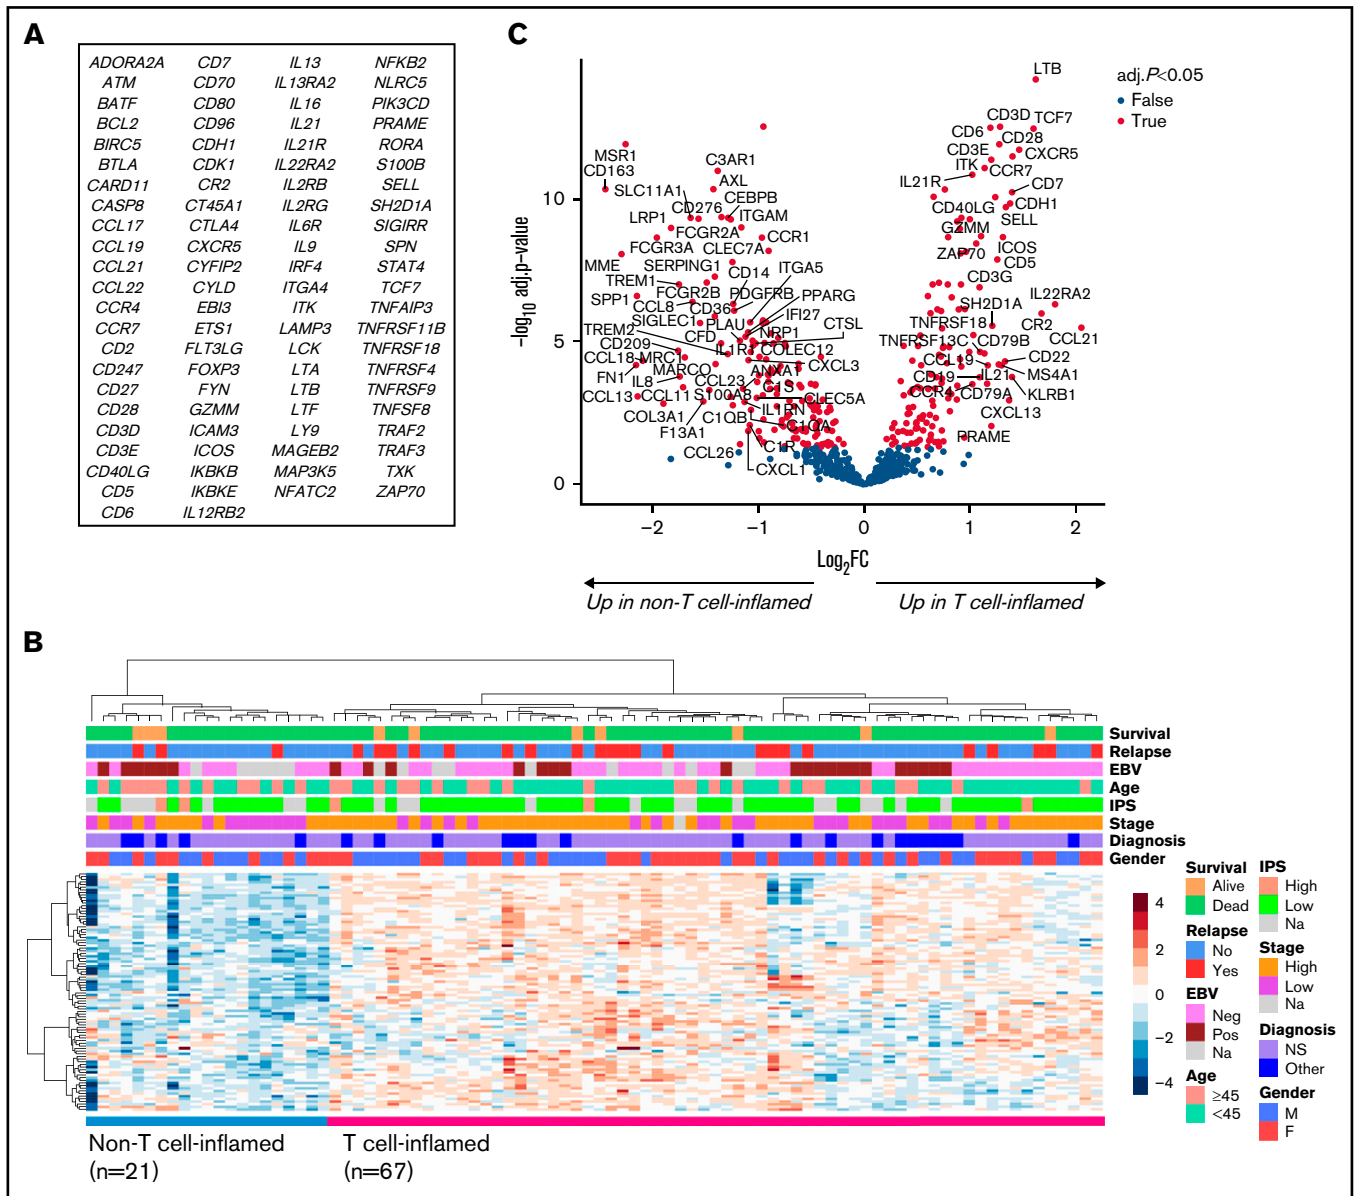 A
ADORA2A CD7 IL13 NFKB2
ATM CD70 IL13RA2 NLRC5
BATF CD80 IL16 PIK3CD
BCL2 CD96 IL21 PRAME
BIRC5 CDH1 IL21R RORA
BTLA CDK1 IL22RA2 S100B
CARD11 CR2 IL2RB SELL
CASP8 CT45A1 IL2RG SH2D1A
CCL17 CTLA4 IL6R SIGIRR
CCL19 CXCR5 IL9 SPN
CCL21 CYFIP2 IRF4 STAT4
CCL22 CYLD ITGA4 TCF7
CCR4 EBI3 ITK TNFAIP3
CCR7 ETS1 LAMP3 TNFRSF11B
CD2 FLT3LG LCK TNFRSF18
CD247 FOXP3 LTA TNFRSF4
CD27 FYN LTB TNFRSF9
CD28 GZMM LTF TNFSF8
CD3D ICAM3 LY9 TRAF2
CD3E ICOS MAGEB2 TRAF3
CD40LG IKBKB MAP3K5 TXK
CD5 IKBKE NFATC2 ZAP70
CD6 IL12RB2
C
LTB
adj.P<0.05
False
True
CD3D TCF7
CD6 CD28
MSR1 C3AR1 CD3E CXCR5
CD163 ITK CCR7
SLC11A1 AXL IL21R CD7
10
CD276 CEBPB CD40LG CDH1
LRP1 ITGAM SELL
FCGR2A GZMM
FCGR3A CLEC7A CCR1 ZAP70 ICOS
MME SERPING1 CD14 ITGA5 CD5
TREM1 CD3G
SPP1 FCGR2B PDGFRB PPARG IL22RA2
CCL8 CD36 SH2D1A
SIGLEC1 PLAU IFI27 CR2
TREM2 CFD NRP1 CTSL TNFRSF18
CD209 IL1R1 COLEC12 TNFRSF13C CD79B CCL21
5
CCL18 MRC1 CXCL3 CCL19 CD22
FN1 MARCO ANXA1 CD19 IL21 MS4A1
IL8 CCL23 C1S CCR4 CD79A KLRB1
CCL13 CCL11 S100A8 CLEC5A
COL3A1 C1QB IL1RN CXCL13
F13A1 C1QA PRAME
CCL26 C1R
CXCL1
0
−log10 adj.p−value
−2 −1 0 1 2
Log2FC
Up in non-T cell-inflamed Up in T cell-inflamed
B
Survival
Relapse
EBV
Age
IPS
Stage
Diagnosis
Gender
4
2
0
−2
−4
Survival
Alive
Dead
Relapse
No
Yes
EBV
Neg
Pos
Na
Age
≥45
<45
IPS
High
Low
Na
Stage
High
Low
Na
Diagnosis
NS
Other
Gender
M
F
Non-T cell-inflamed
(n=21)
T cell-inflamed
(n=67)